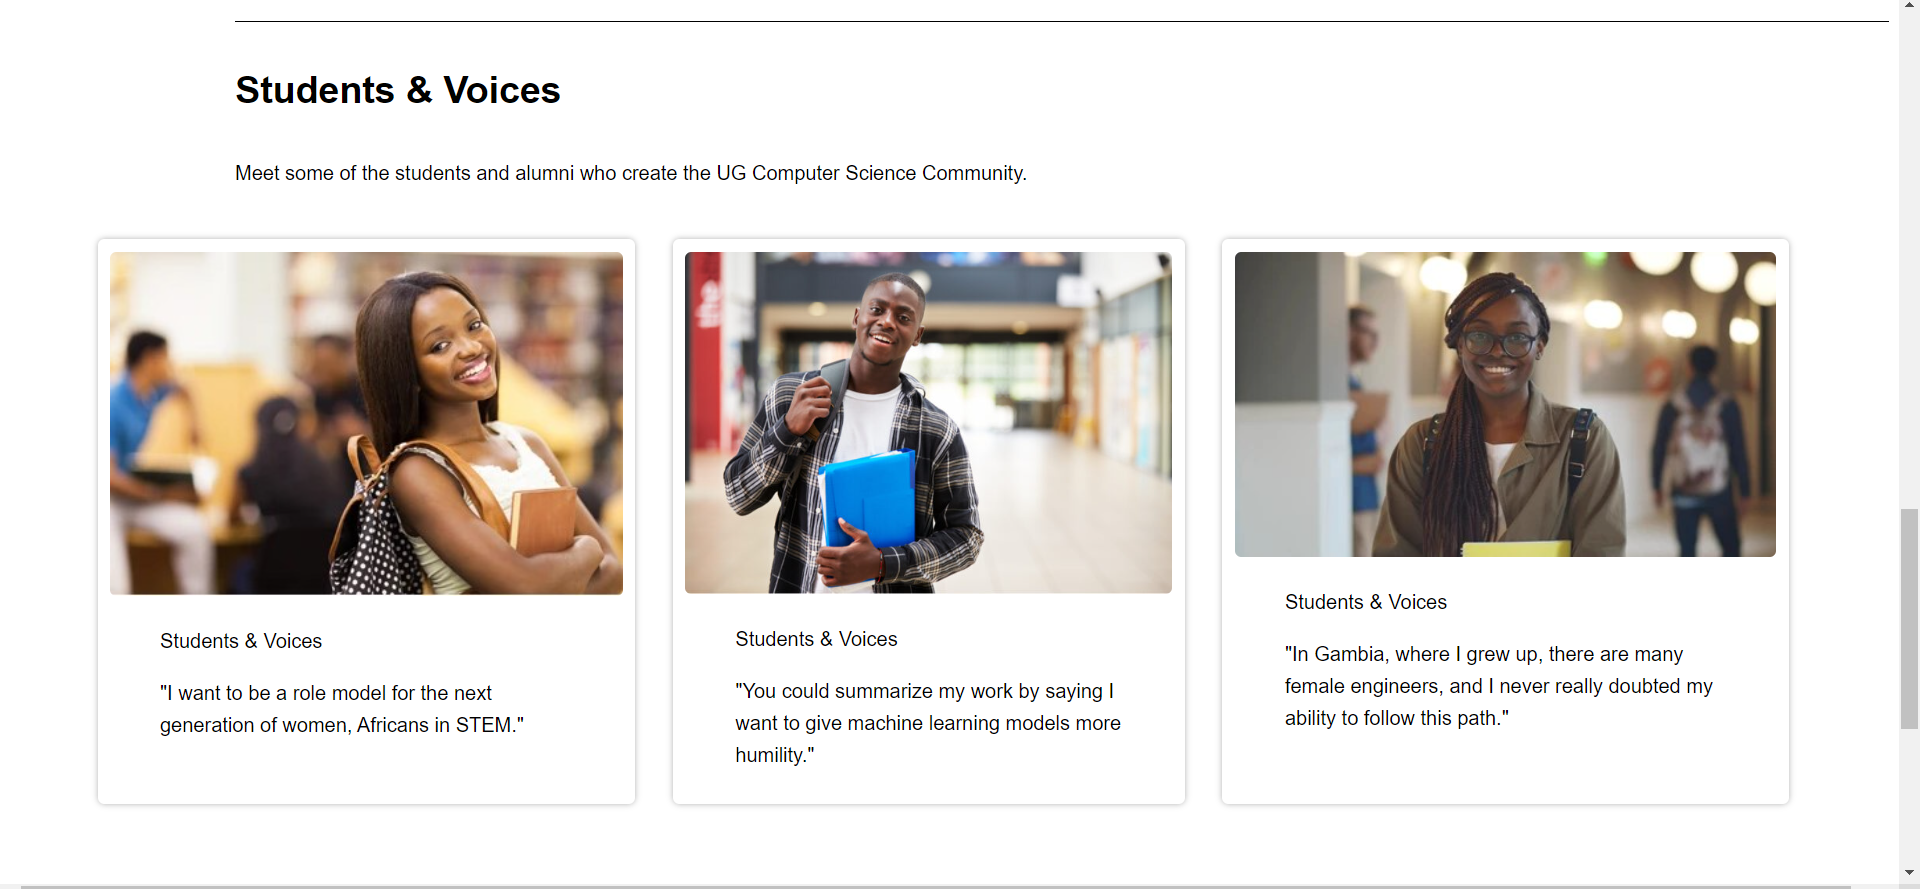 Students & Voices
Meet some of the students and alumni who create the UG Computer Science Community.
Students & Voices
"I want to be a role model for the next
generation of women, Africans in STEM."
Students & Voices
"You could summarize my work by saying I
want to give machine learning models more
humility."
Students & Voices
"In Gambia, where I grew up, there are many
female engineers, and I never really doubted my
ability to follow this path."